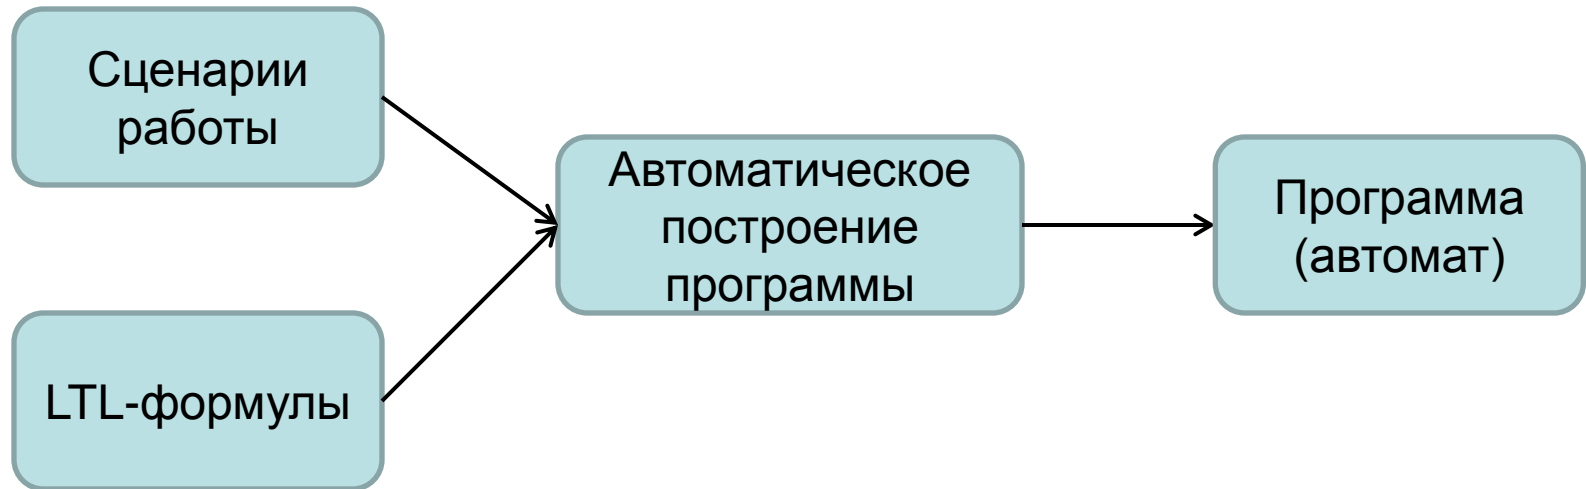 Сценарии
работы
Автоматическое
построение
программы
Программа
(автомат)
LTL-формулы